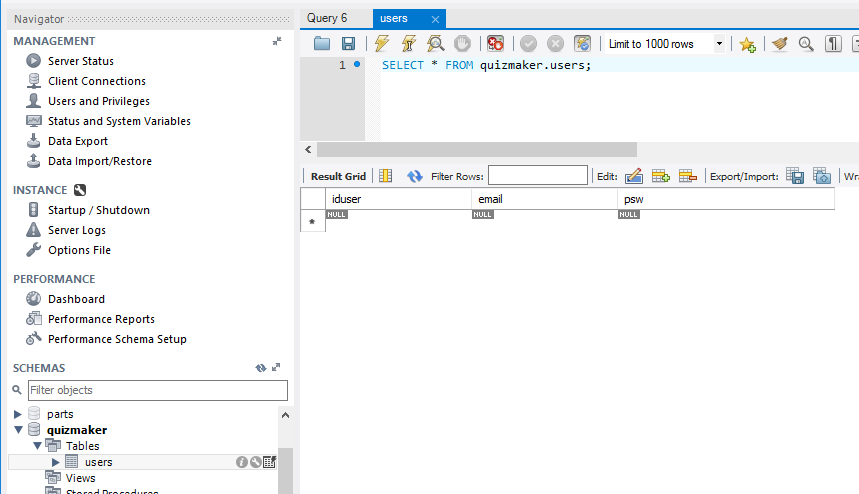 Navigator
MANAGEMENT
Server Status
Client Connections
Users and Privileges
Status and System Variables
Data Export
Data Import/Restore
INSTANCE
Startup / Shutdown
Server Logs
Options File
PERFORMANCE
Dashboard
Performance Reports
Performance Schema Setup
SCHEMAS
Filter objects
parts
quizmaker
Tables
users
Views
Stored Procedures
Query 6 users
Limit to 1000 rows
1 SELECT * FROM quizmaker.users;
Result Grid Filter Rows: Edit: Export/Import: Wra
iduser email psw
* NULL NULL NULL